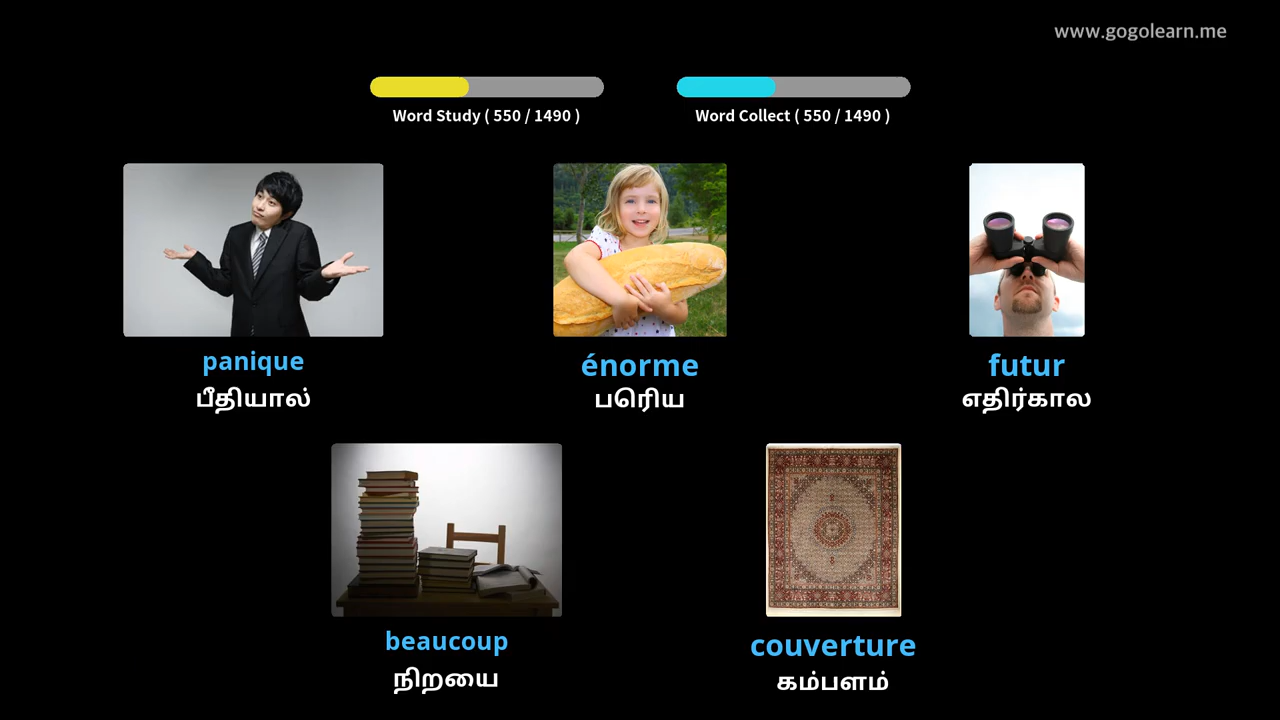 www.gogolearn.me
Word Study ( 550 / 1490 )
Word Collect ( 550 / 1490 )
panique
பீதியால்
énorme
பெரிய
futur
எதிர்கால
beaucoup
நிறைய
couverture
கம்பளம்